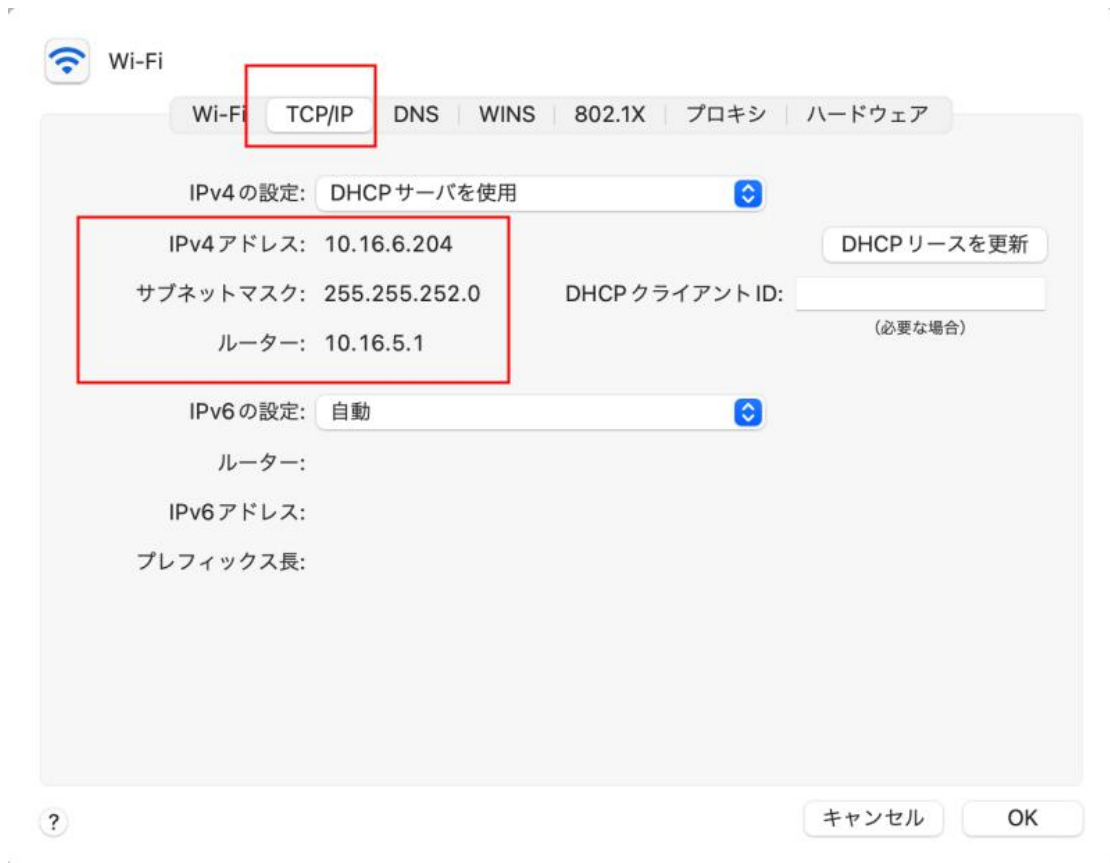 Wi-Fi
Wi-Fi TCP/IP DNS WINS 802.1X プロキシ ハードウェア
IPv4の設定: DHCPサーバを使用
IPv4アドレス: 10.16.6.204 DHCPリースを更新
サブネットマスク: 255.255.252.0 DHCPクライアントID:
(必要な場合)
ルーター: 10.16.5.1
IPv6の設定: 自動
ルーター:
IPv6アドレス:
プレフィックス長:
? キャンセル OK